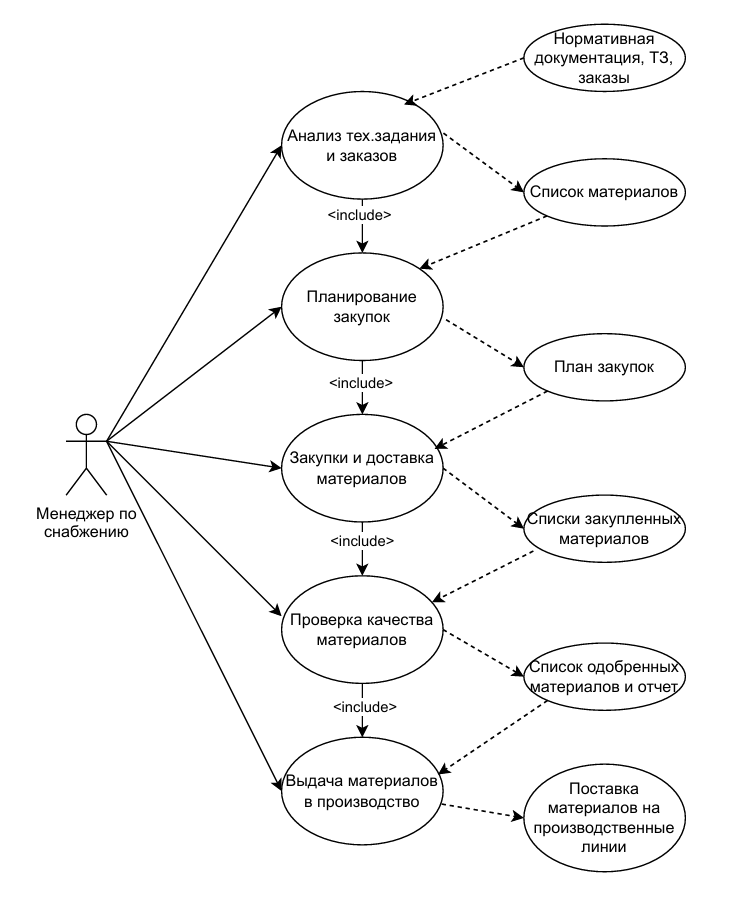 Нормативная
документация, ТЗ,
заказы
Анализ тех.задания
и заказов
Список материалов
<include>
Планирование
закупок
План закупок
<include>
Закупки и доставка
материалов
Менеджер по
снабжению
Списки закупленных
материалов
<include>
Проверка качества
материалов
Список одобренных
материалов и отчет
<include>
Выдача материалов
в производство
Поставка
материалов на
производственные
линии